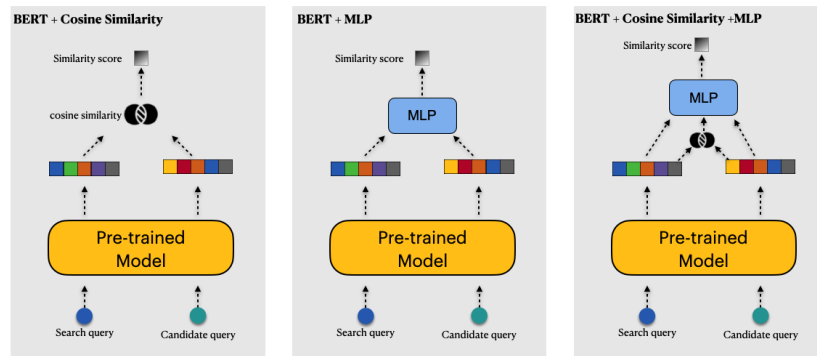 BERT + Cosine Similarity
Similarity score
cosine similarity
Pre-trained
Model
Search query
Candidate query
BERT + MLP
Similarity score
MLP
Pre-trained
Model
Search query
Candidate query
BERT + Cosine Similarity +MLP
Similarity score
MLP
Pre-trained
Model
Search query
Candidate query